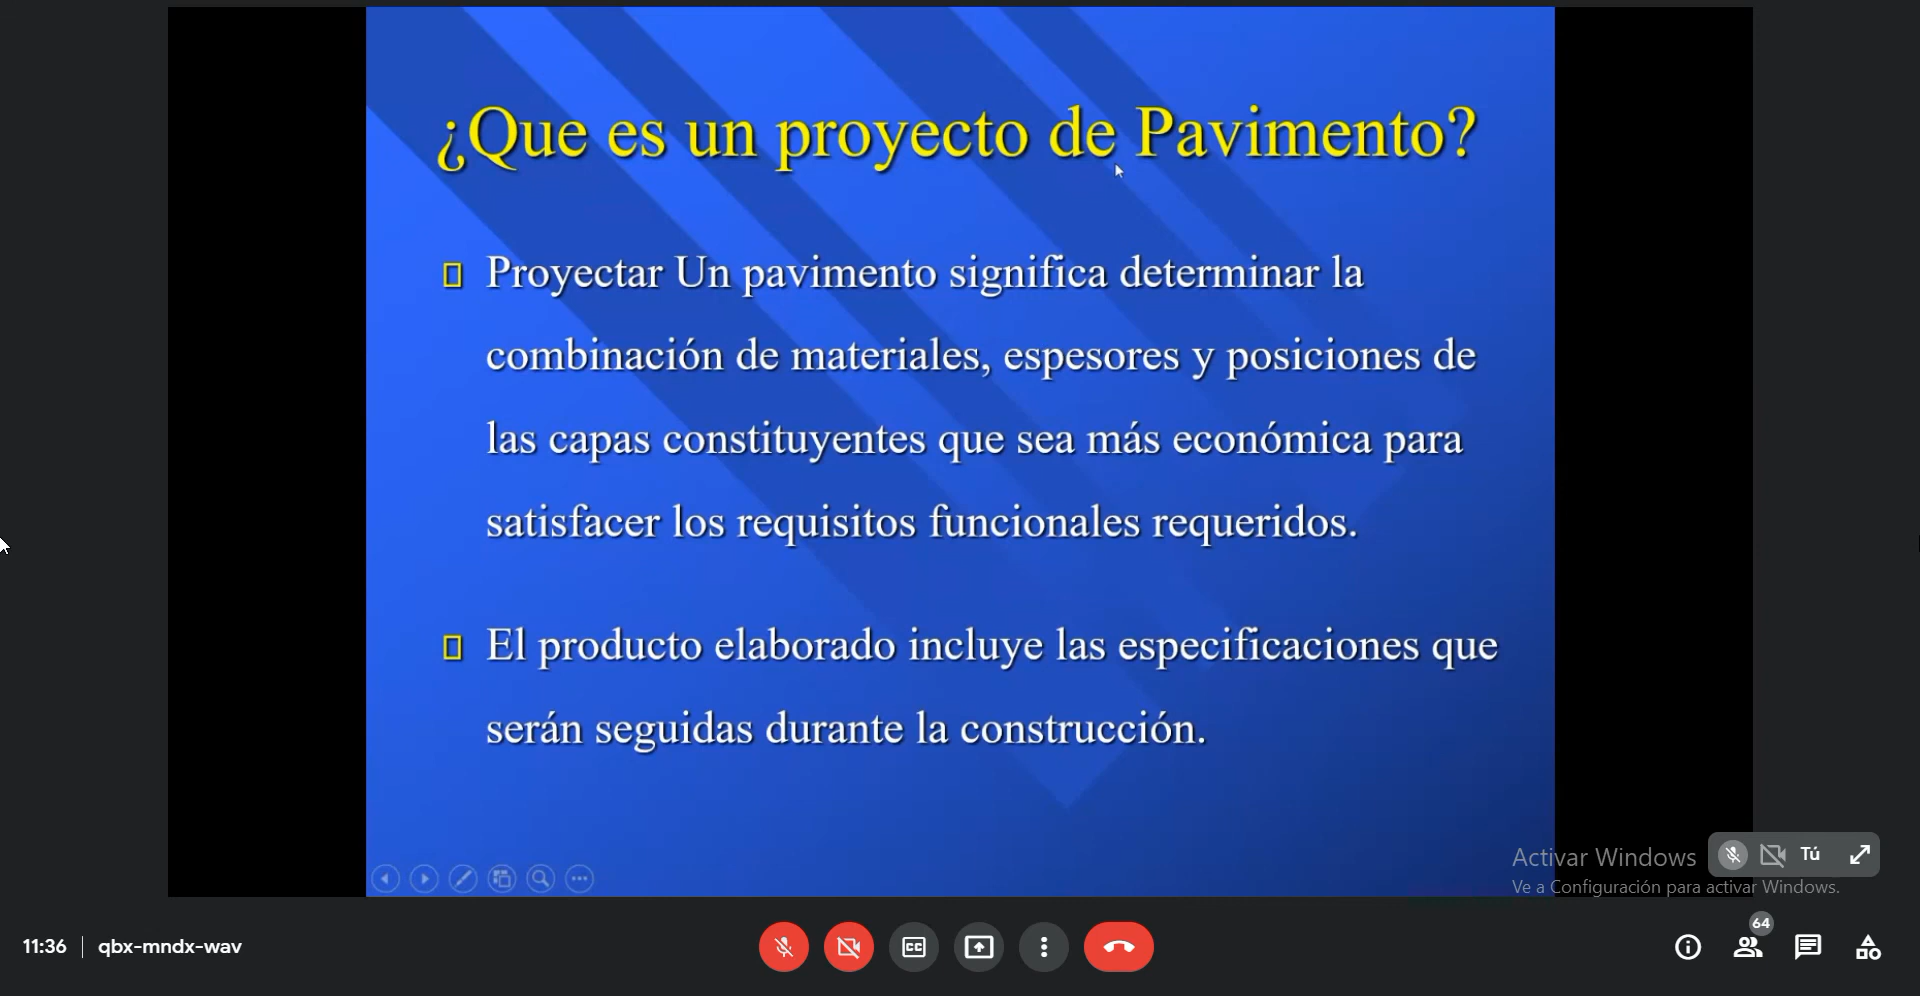 ¿Que es un proyecto de Pavimento?
Proyectar Un pavimento significa determinar la
combinación de materiales, espesores y posiciones de
las capas constituyentes que sea más económica para
satisfacer los requisitos funcionales requeridos.
El producto elaborado incluye las especificaciones que
serán seguidas durante la construcción.
Activar Windows
Ve a Configuración para activar Windows.
Tú
11:36 qbx-mndx-wav
CC
64